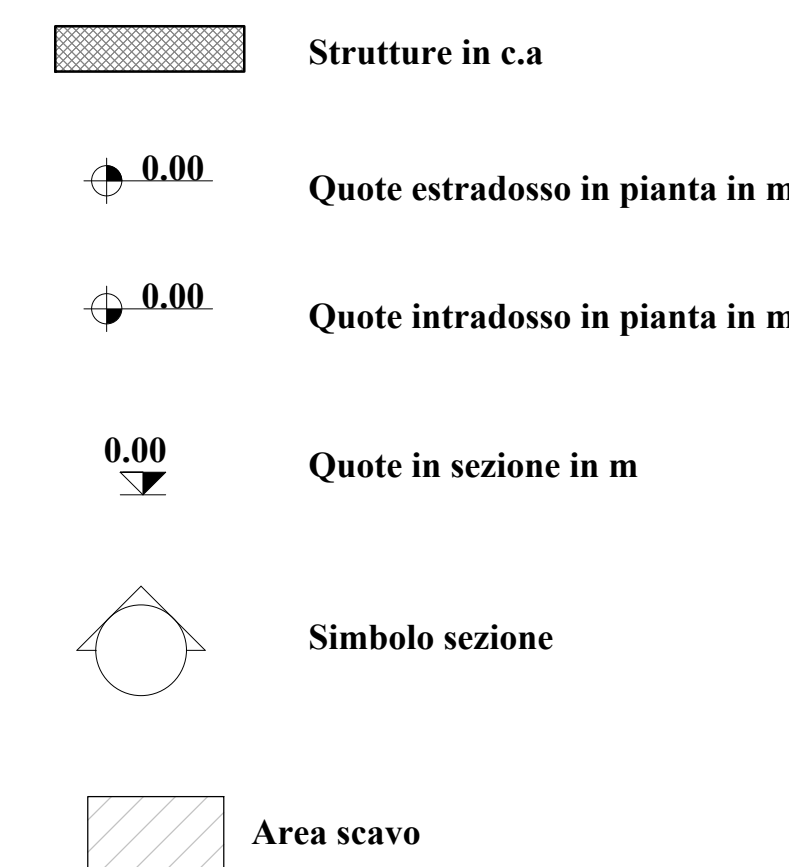 Strutture in c.a
0.00
Quote estradosso in pianta in m
0.00
Quote intradosso in pianta in m
0.00
Quote in sezione in m
Simbolo sezione
Area scavo